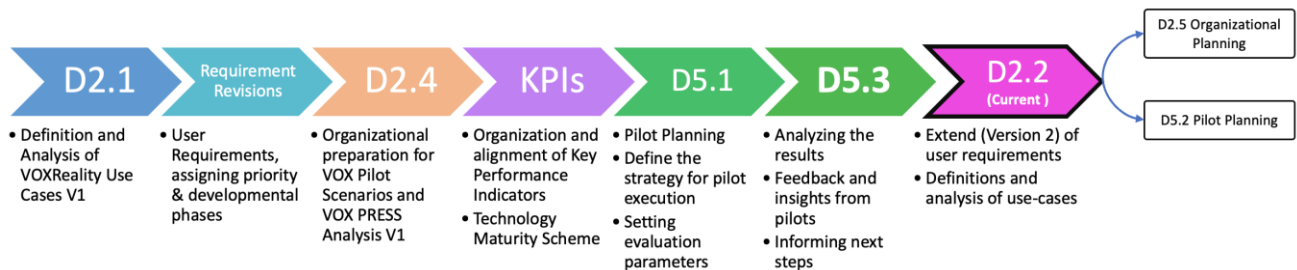 D2.1
• Definition and
Analysis of
VOXReality Use
Cases V1
Requirement
Revisions
• User
Requirements,
assigning priority
& developmental
phases
D2.4
• Organizational
preparation for
VOX Pilot
Scenarios and
VOX PRESS
Analysis V1
KPIs
• Organization and
alignment of Key
Performance
Indicators
• Technology
Maturity Scheme
D5.1
• Pilot Planning
• Define the
strategy for pilot
execution
• Setting
evaluation
parameters
D5.3
• Analyzing the
results
• Feedback and
insights from
pilots
• Informing next
steps
D2.2
(Current )
• Extend (Version 2) of
user requirements
• Definitions and
analysis of use-cases
D2.5 Organizational
Planning
D5.2 Pilot Planning